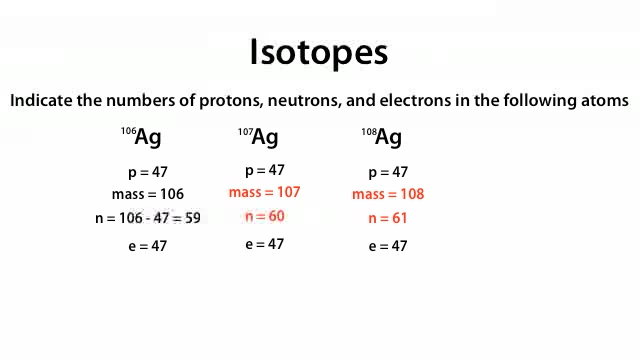 Isotopes
Indicate the numbers of protons, neutrons, and electrons in the following atoms
106Ag 107Ag 108Ag
p = 47 p = 47 p = 47
mass = 106 mass = 107 mass = 108
n = 106 - 47 = 59 n = 60 n = 61
e = 47 e = 47 e = 47